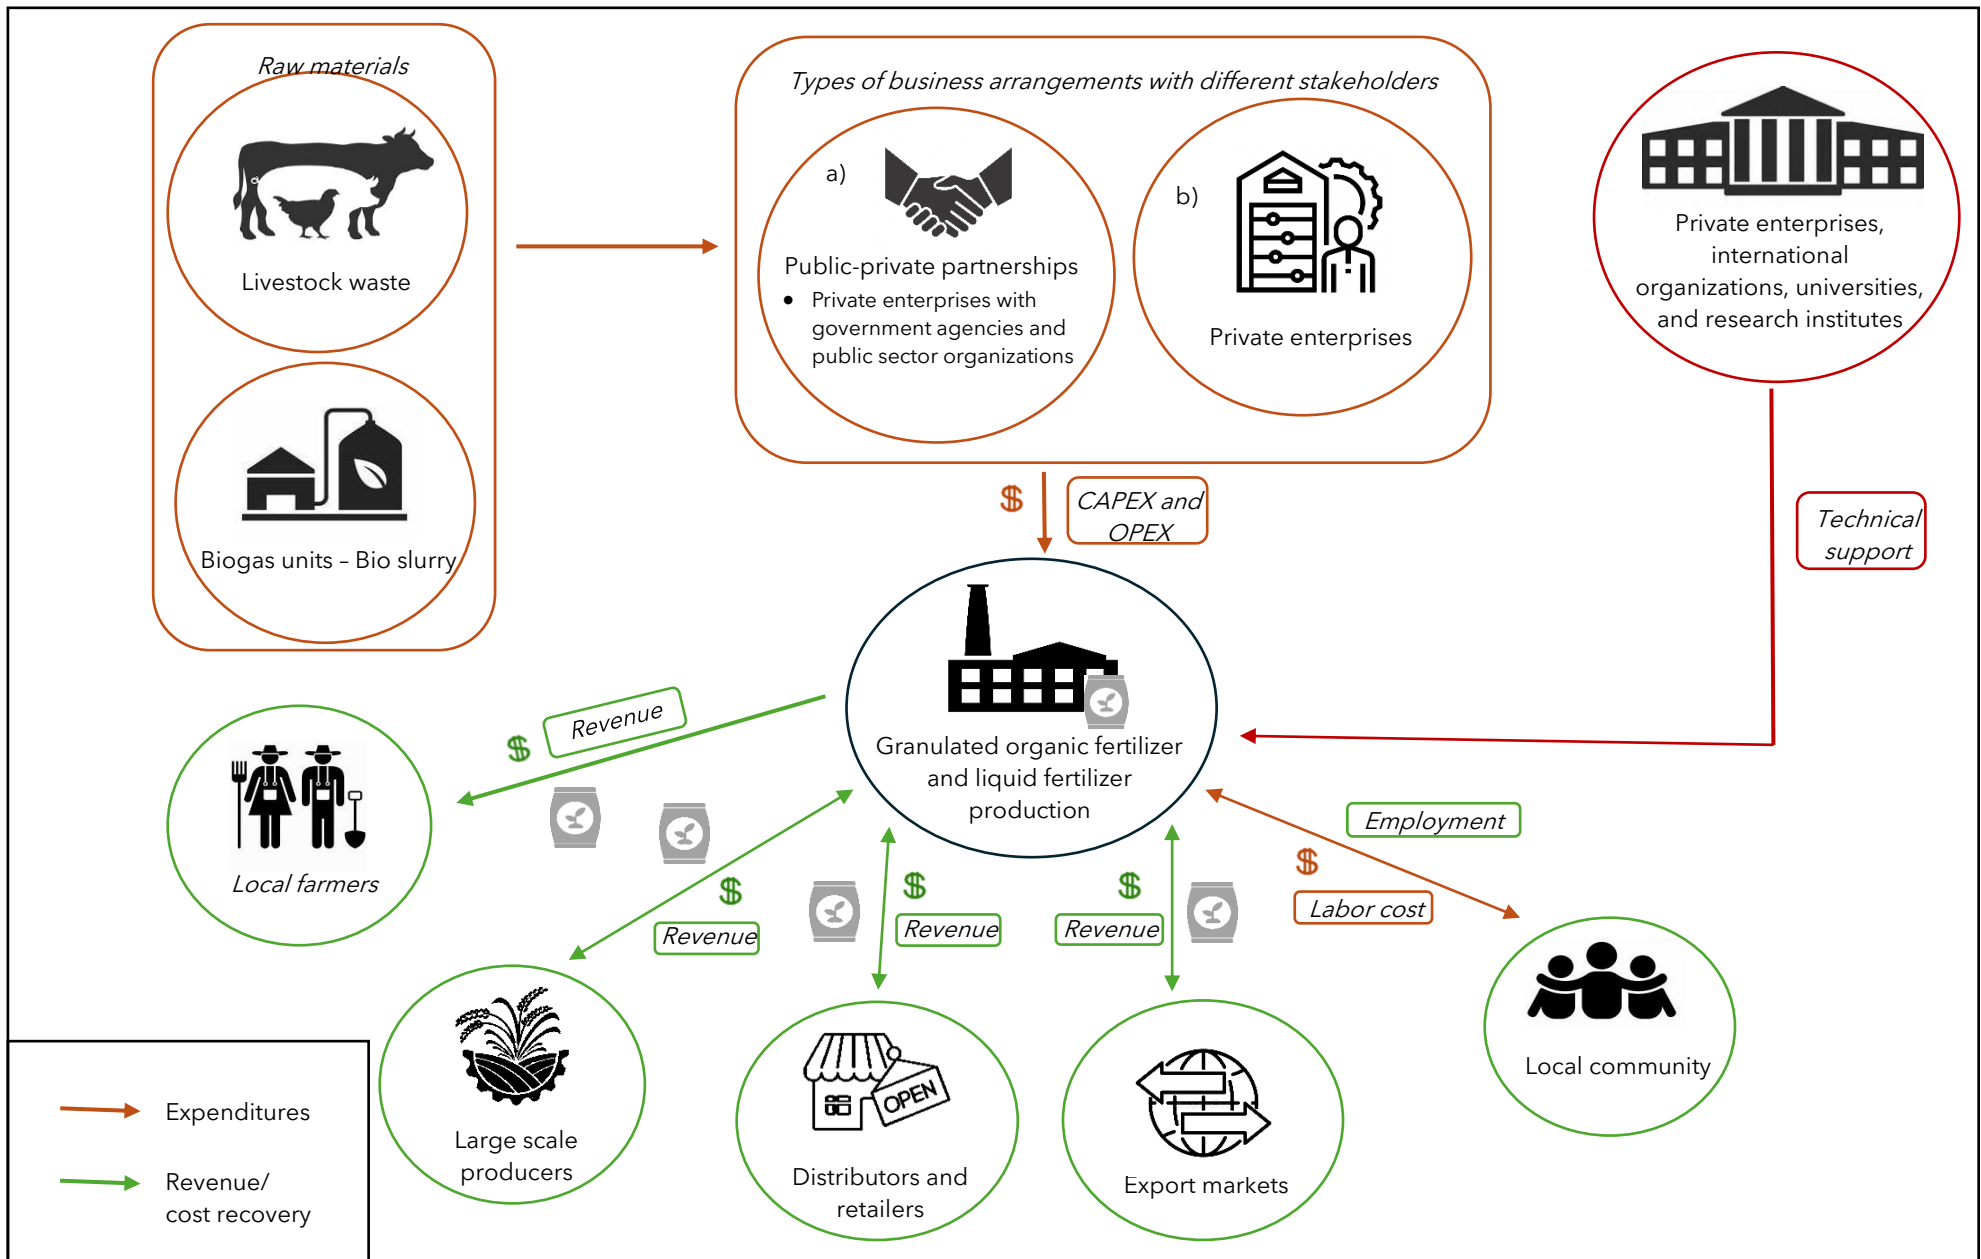 Raw materials
Livestock waste
Biogas units – Bio slurry
Types of business arrangements with different stakeholders
a)
Public-private partnerships
• Private enterprises with
government agencies and
public sector organizations
b)
Private enterprises
Private enterprises,
international
organizations, universities,
and research institutes
$
CAPEX and
OPEX
Technical
support
Granulated organic fertilizer
and liquid fertilizer
production
$
Revenue
Local farmers
$
Revenue
Large scale
producers
$
Revenue
OPEN
Distributors and
retailers
$
Revenue
Export markets
Employment
$
Labor cost
Local community
Expenditures
Revenue/
cost recovery